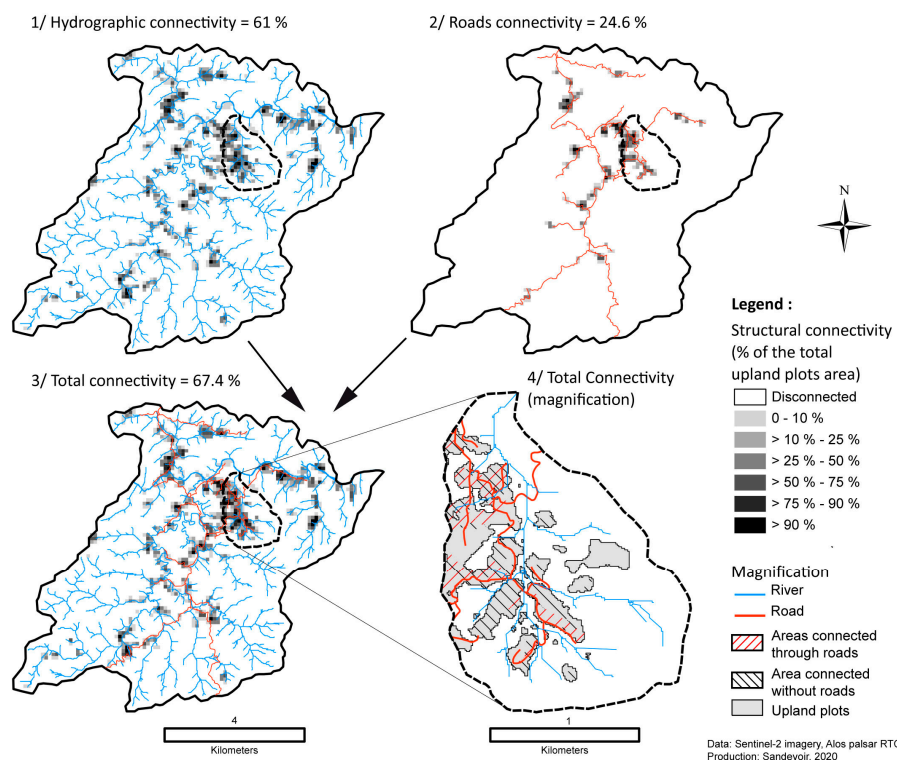 1/ Hydrographic connectivity = 61 %
2/ Roads connectivity = 24.6 %
N
3/ Total connectivity = 67.4 %
4/ Total Connectivity
(magnification)
Legend :
Structural connectivity
(% of the total
upland plots area)
Disconnected
0 - 10 %
> 10 % - 25 %
> 25 % - 50 %
> 50 % - 75 %
> 75 % - 90 %
> 90 %
Magnification
River
Road
Areas connected
through roads
Area connected
without roads
Upland plots
4
Kilometers
1
Kilometers
Data: Sentinel-2 imagery, Alos palsar RTC
Production: Sandevoir, 2020